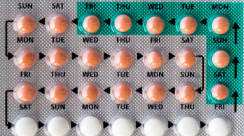 SUN SAT FRI THU WED TUE MON
MON TUE WED THU FRI SAT SUN
FRI THU WED TUE MON SUN SAT
SAT SUN MON TUE WED THU FRI